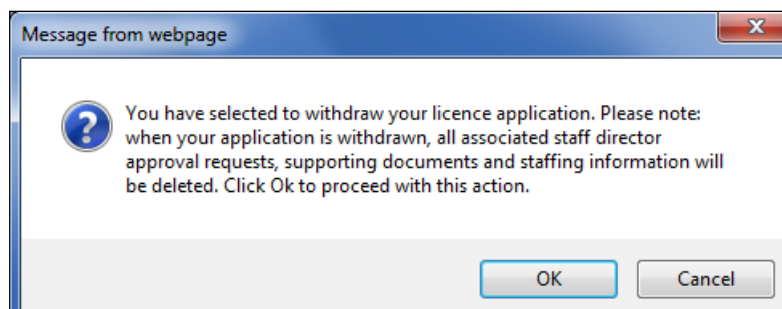 Message from webpage
X
?
You have selected to withdraw your licence application. Please note:
when your application is withdrawn, all associated staff director
approval requests, supporting documents and staffing information will
be deleted. Click Ok to proceed with this action.
OK Cancel